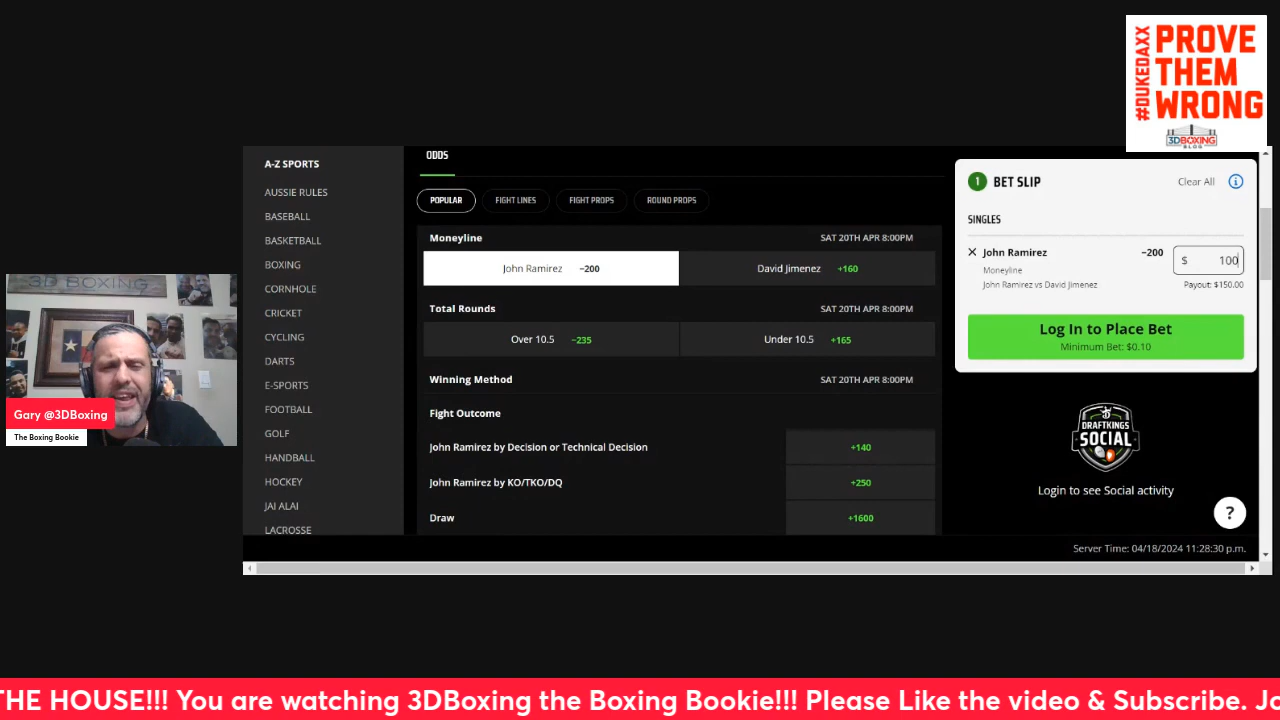 #DUKEDAXX
PROVE
THEM
WRONG
3DBOXING
BLOG
A-Z SPORTS
AUSSIE RULES
BASEBALL
BASKETBALL
BOXING
CORNHOLE
CRICKET
CYCLING
DARTS
E-SPORTS
FOOTBALL
GOLF
HANDBALL
HOCKEY
JAI ALAI
LACROSSE
ODDS
POPULAR FIGHT LINES FIGHT PROPS ROUND PROPS
Moneyline SAT 20TH APR 8:00PM
John Ramirez −200 David Jimenez +160
Total Rounds SAT 20TH APR 8:00PM
Over 10.5 −235 Under 10.5 +165
Winning Method SAT 20TH APR 8:00PM
Fight Outcome
John Ramirez by Decision or Technical Decision +140
John Ramirez by KO/TKO/DQ +250
Draw +1600
1 BET SLIP Clear All i
SINGLES
× John Ramirez −200 $ 100
Moneyline
John Ramirez vs David Jimenez Payout: $150.00
Log In to Place Bet
Minimum Bet: $0.10
DRAFTKINGS
SOCIAL
Login to see Social activity
?
Server Time: 04/18/2024 11:28:30 p.m.
3D BOXING
Gary @3DBoxing
The Boxing Bookie
THE HOUSE!!! You are watching 3DBoxing the Boxing Bookie!!! Please Like the video & Subscribe. Jo